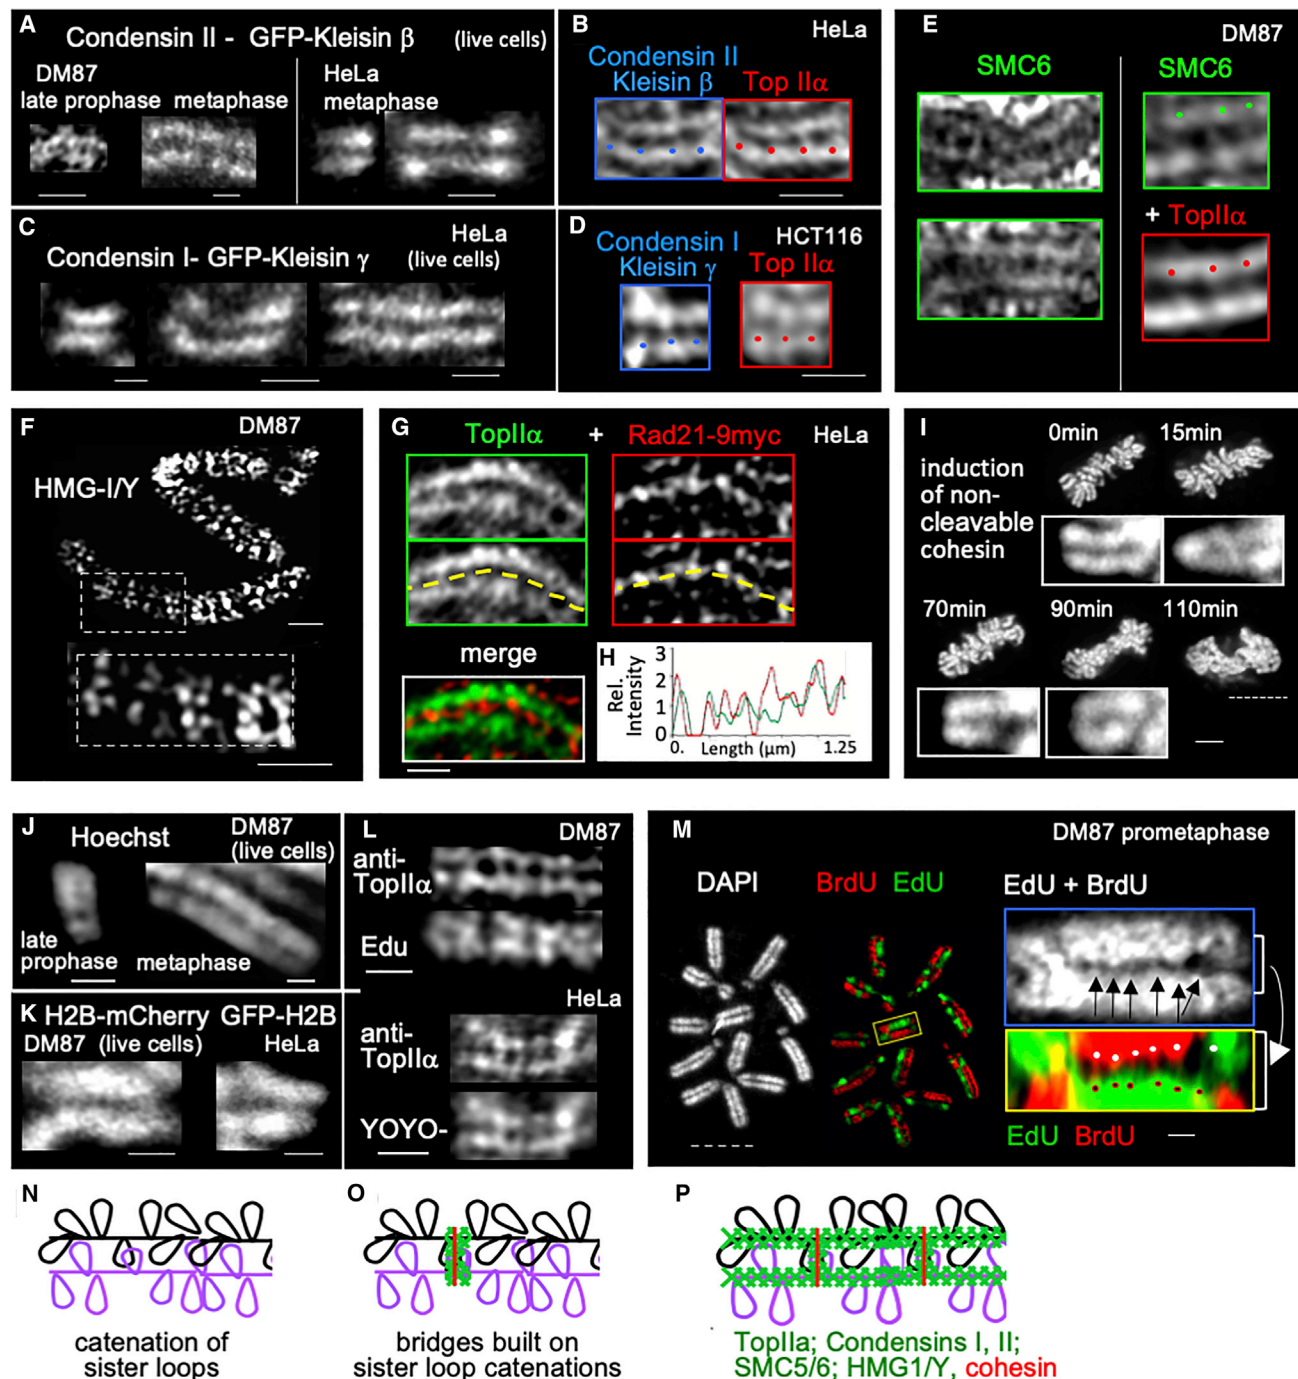 A
Condensin II - GFP-Kleisin β (live cells)
DM87
late prophase metaphase
HeLa
metaphase
B
HeLa
Condensin II
Kleisin β Top IIα
C
HeLa
Condensin I- GFP-Kleisin γ (live cells)
D
HCT116
Condensin I
Kleisin γ Top IIα
E
DM87
SMC6
SMC6
+ TopIIα
F
DM87
HMG-I/Y
G
TopIIα + Rad21-9myc HeLa
merge
H
Rel.
Intensity
3
2
1
0
0. Length (µm) 1.25
I
induction
of non-
cleavable
cohesin
0min 15min
70min 90min 110min
J
Hoechst
DM87
(live cells)
late
prophase metaphase
K
H2B-mCherry GFP-H2B
DM87 (live cells) HeLa
L
DM87
anti-
TopIIα
Edu
HeLa
anti-
TopIIα
YOYO-
M
DM87 prometaphase
DAPI BrdU EdU
EdU + BrdU
EdU BrdU
N
catenation of
sister loops
O
bridges built on
sister loop catenations
P
TopIIa; Condensins I, II;
SMC5/6; HMG1/Y, cohesin